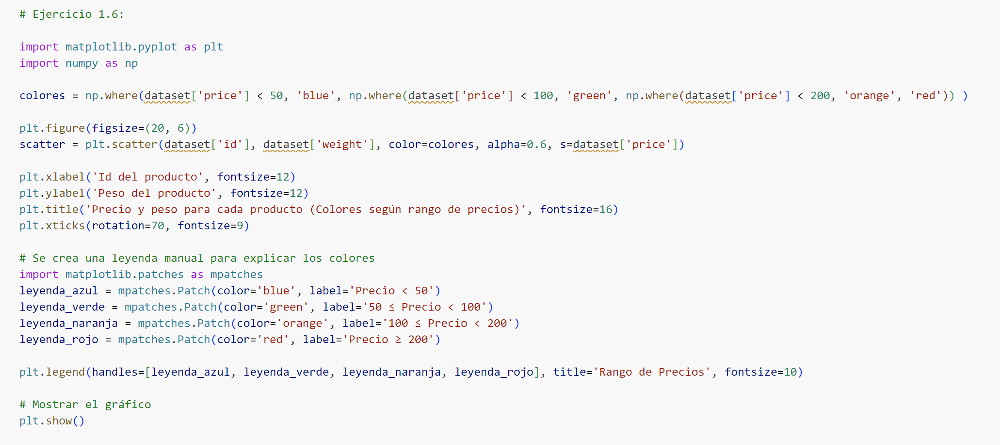 # Ejercicio 1.6:
import matplotlib.pyplot as plt
import numpy as np
colores = np.where(dataset['price'] < 50, 'blue', np.where(dataset['price'] < 100, 'green', np.where(dataset['price'] < 200, 'orange', 'red')) )
plt.figure(figsize=(20, 6))
scatter = plt.scatter(dataset['id'], dataset['weight'], color=colores, alpha=0.6, s=dataset['price'])
plt.xlabel('Id del producto', fontsize=12)
plt.ylabel('Peso del producto', fontsize=12)
plt.title('Precio y peso para cada producto (Colores según rango de precios)', fontsize=16)
plt.xticks(rotation=70, fontsize=9)
# Se crea una leyenda manual para explicar los colores
import matplotlib.patches as mpatches
leyenda_azul = mpatches.Patch(color='blue', label='Precio < 50')
leyenda_verde = mpatches.Patch(color='green', label='50 ≤ Precio < 100')
leyenda_naranja = mpatches.Patch(color='orange', label='100 ≤ Precio < 200')
leyenda_rojo = mpatches.Patch(color='red', label='Precio ≥ 200')
plt.legend(handles=[leyenda_azul, leyenda_verde, leyenda_naranja, leyenda_rojo], title='Rango de Precios', fontsize=10)
# Mostrar el gráfico
plt.show()